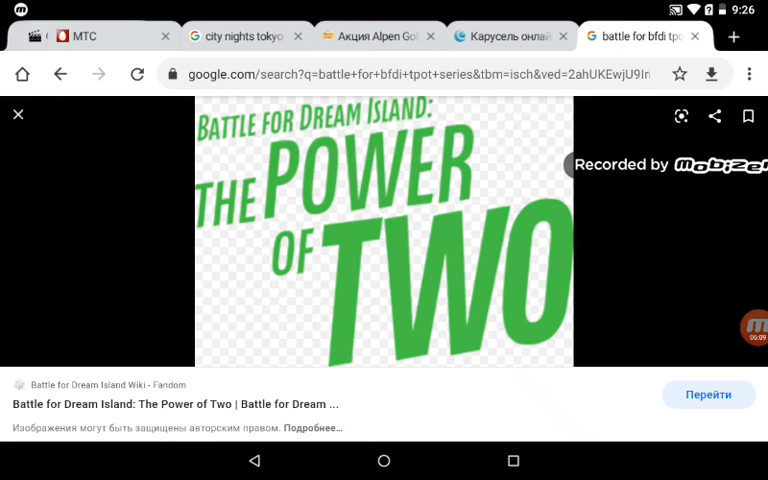 9:26
МТС
city nights tokyo
Акция Alpen Gol
Карусель онлай
battle for bfdi tpo
google.com/search?q=battle+for+bfdi+tpot+series&tbm=isch&ved=2ahUKEwjU9Iri
BATTLE FOR DREAM ISLAND:
THE POWER
OF TWO
Recorded by mobizen
00:09
Battle for Dream Island Wiki - Fandom
Battle for Dream Island: The Power of Two | Battle for Dream ...
Перейти
Изображения могут быть защищены авторским правом. Подробнее...